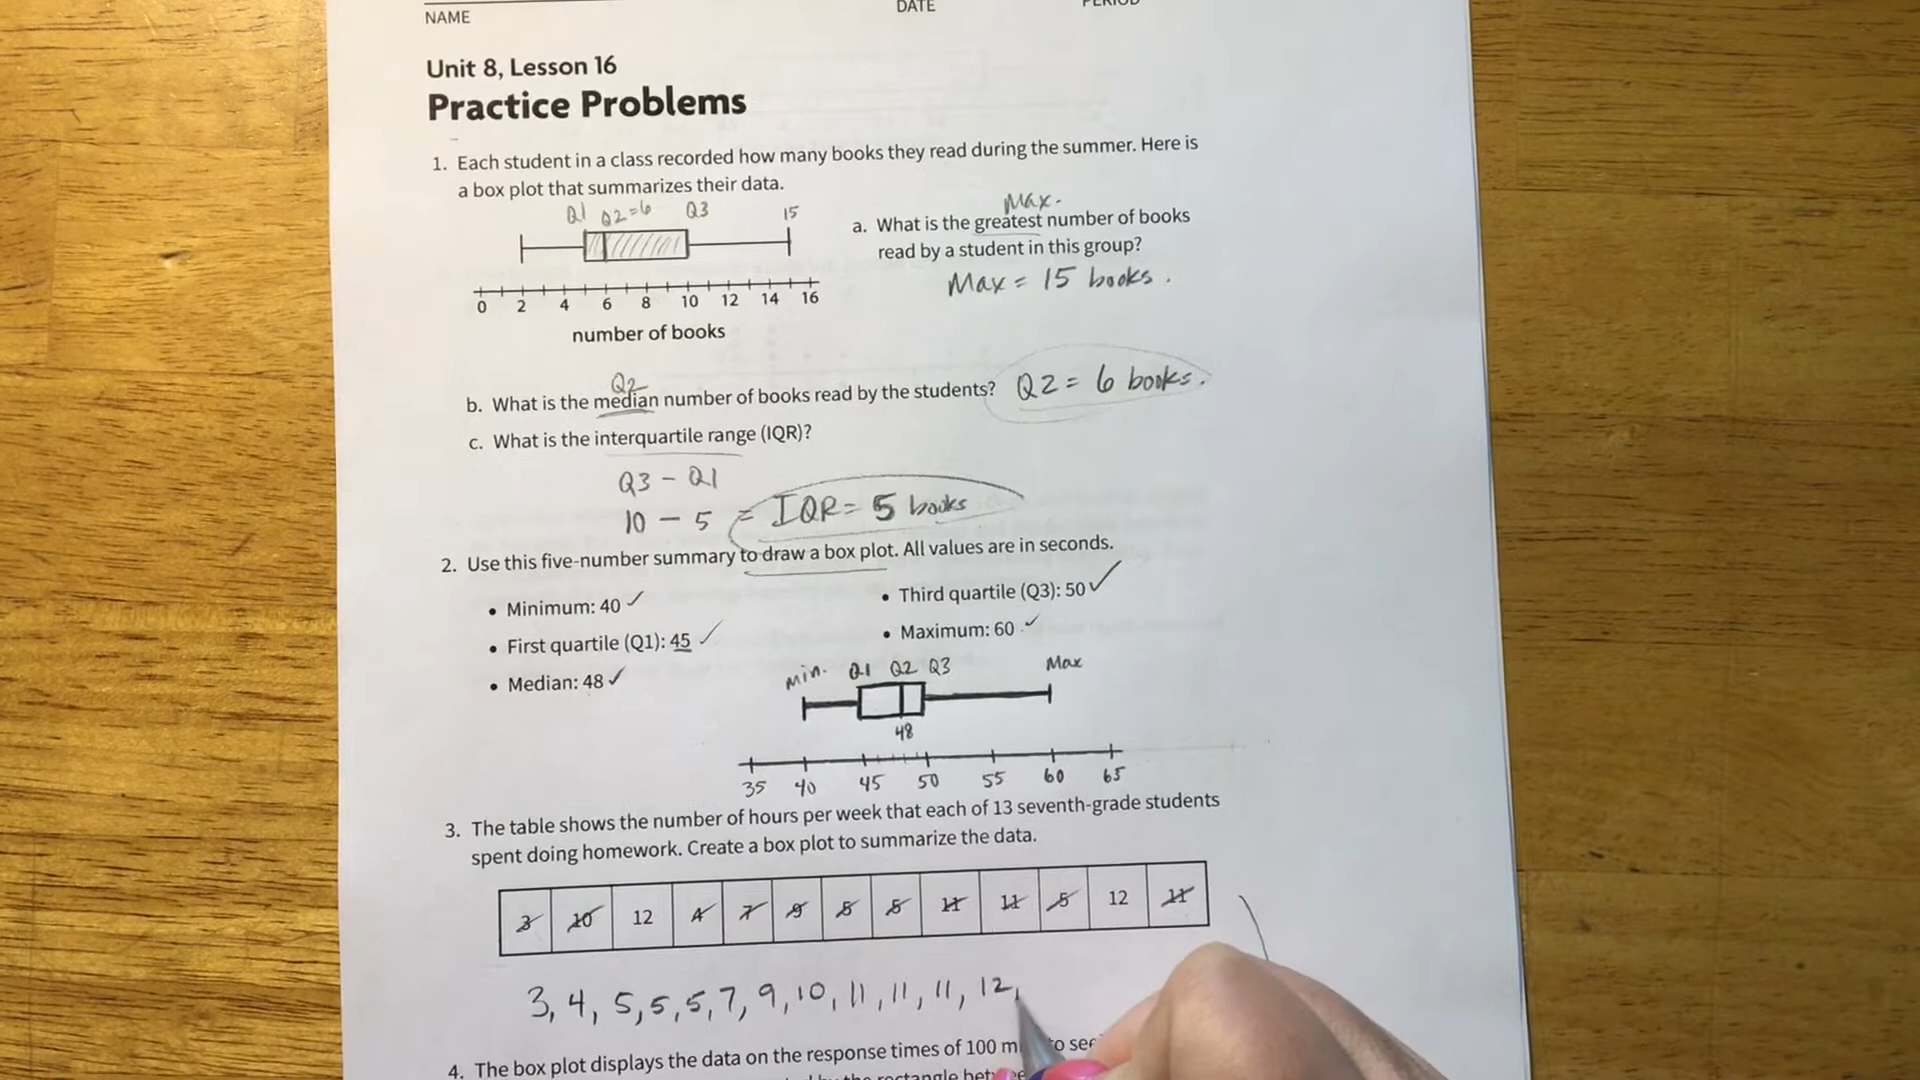 NAME
DATE
PERIOD
Unit 8, Lesson 16
Practice Problems
1. Each student in a class recorded how many books they read during the summer. Here is
a box plot that summarizes their data.
Q1 Q2=6 Q3 15
0 2 4 6 8 10 12 14 16
number of books
Max.
a. What is the greatest number of books
read by a student in this group?
Max = 15 books.
Q2
b. What is the median number of books read by the students? Q2 = 6 books.
c. What is the interquartile range (IQR)?
Q3 - Q1
10 - 5 = IQR = 5 books
2. Use this five-number summary to draw a box plot. All values are in seconds.
• Minimum: 40 ✓
• First quartile (Q1): 45 ✓
• Median: 48 ✓
• Third quartile (Q3): 50 ✓
• Maximum: 60 ✓
min. Q1 Q2 Q3 Max
48
35 40 45 50 55 60 65
3. The table shows the number of hours per week that each of 13 seventh-grade students
spent doing homework. Create a box plot to summarize the data.
3 10 12 4 7 9 5 5 11 11 5 12 11
3, 4, 5, 5, 5, 7, 9, 10, 11, 11, 11, 12,
4. The box plot displays the data on the response times of 100 m to see
the rectangle